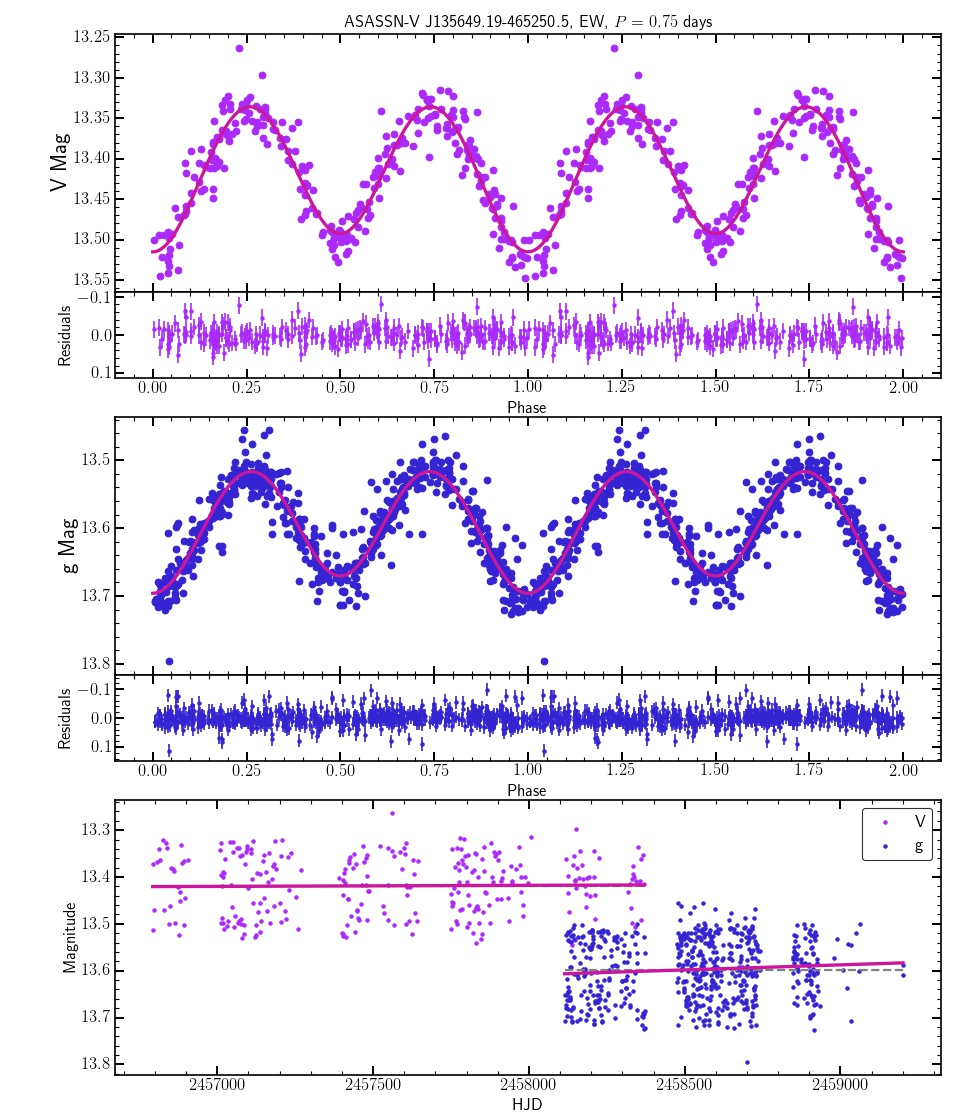 ASASSN-V J135649.19-465250.5, EW, P = 0.75 days
13.25
13.30
13.35
13.40
13.45
13.50
13.55
V Mag
−0.1
0.0
0.1
Residuals
0.00 0.25 0.50 0.75 1.00 1.25 1.50 1.75 2.00
Phase
13.5
13.6
13.7
13.8
g Mag
−0.1
0.0
0.1
Residuals
0.00 0.25 0.50 0.75 1.00 1.25 1.50 1.75 2.00
Phase
V
g
13.3
13.4
13.5
13.6
13.7
13.8
Magnitude
2457000 2457500 2458000 2458500 2459000
HJD